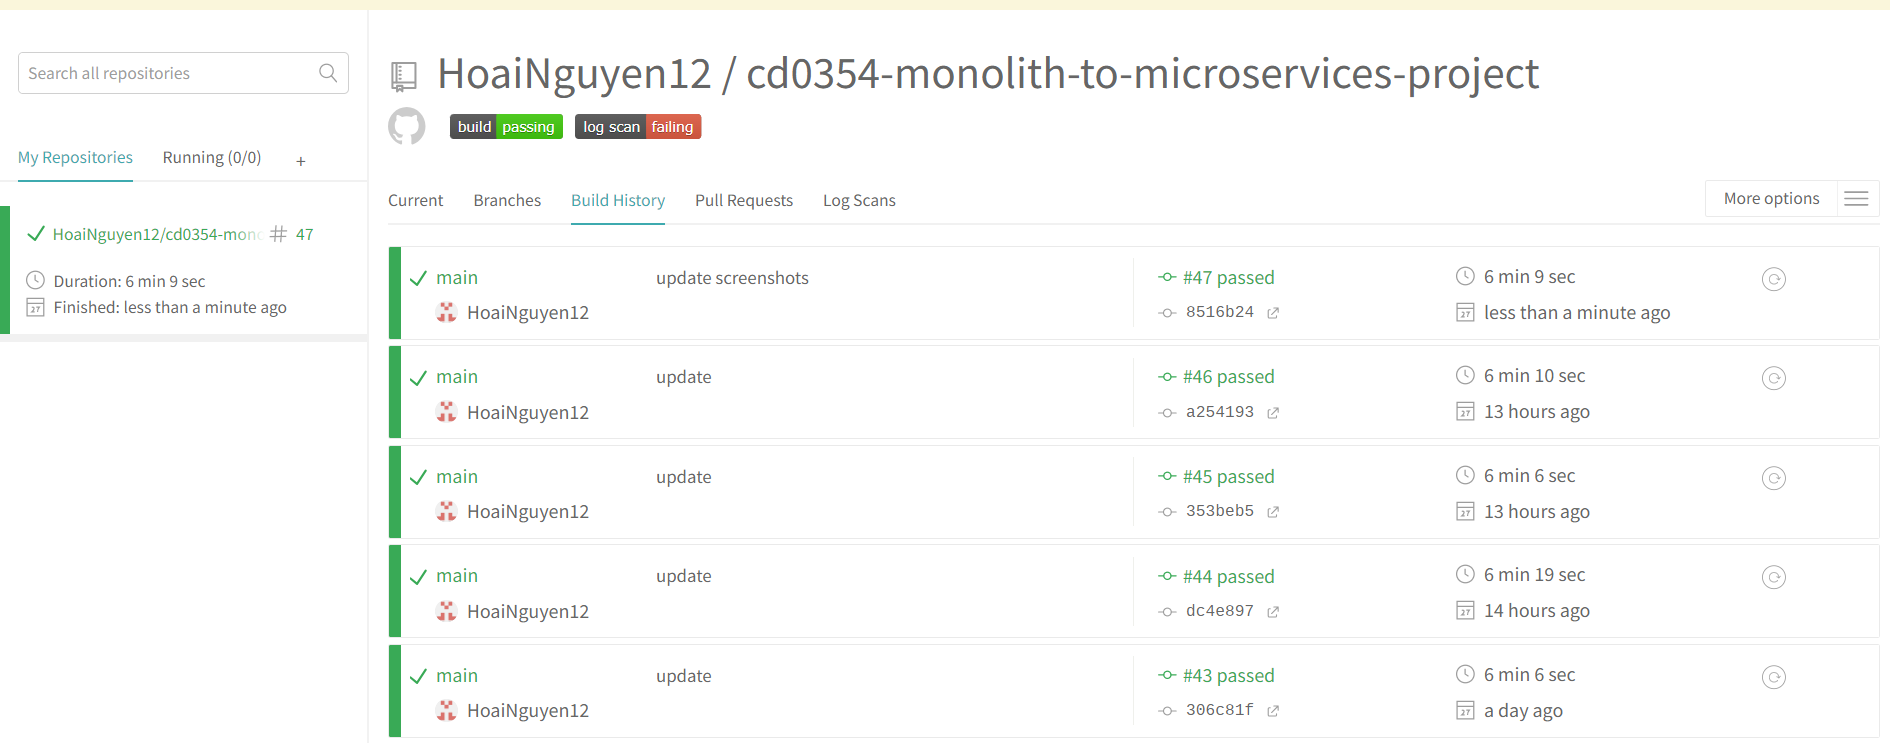 Search all repositories
My Repositories Running (0/0) +
HoaiNguyen12/cd0354-mono # 47
Duration: 6 min 9 sec
Finished: less than a minute ago
HoaiNguyen12 / cd0354-monolith-to-microservices-project
build passing log scan failing
Current Branches Build History Pull Requests Log Scans More options
main update screenshots #47 passed 6 min 9 sec
HoaiNguyen12 8516b24 less than a minute ago
main update #46 passed 6 min 10 sec
HoaiNguyen12 a254193 13 hours ago
main update #45 passed 6 min 6 sec
HoaiNguyen12 353beb5 13 hours ago
main update #44 passed 6 min 19 sec
HoaiNguyen12 dc4e897 14 hours ago
main update #43 passed 6 min 6 sec
HoaiNguyen12 306c81f a day ago